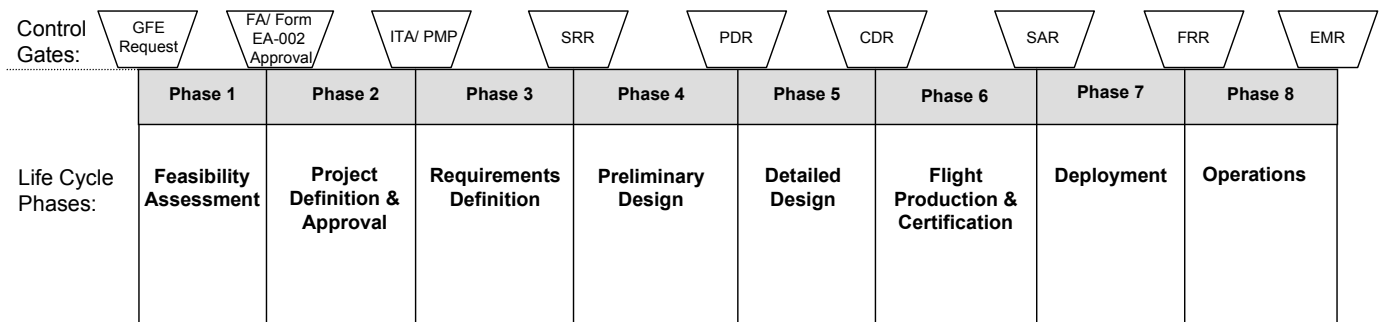 Control
Gates:
GFE
Request
FA/ Form
EA-002
Approval
ITA/ PMP
SRR
PDR
CDR
SAR
FRR
EMR
Phase 1
Phase 2
Phase 3
Phase 4
Phase 5
Phase 6
Phase 7
Phase 8
Life Cycle
Phases:
Feasibility
Assessment
Project
Definition &
Approval
Requirements
Definition
Preliminary
Design
Detailed
Design
Flight
Production &
Certification
Deployment
Operations